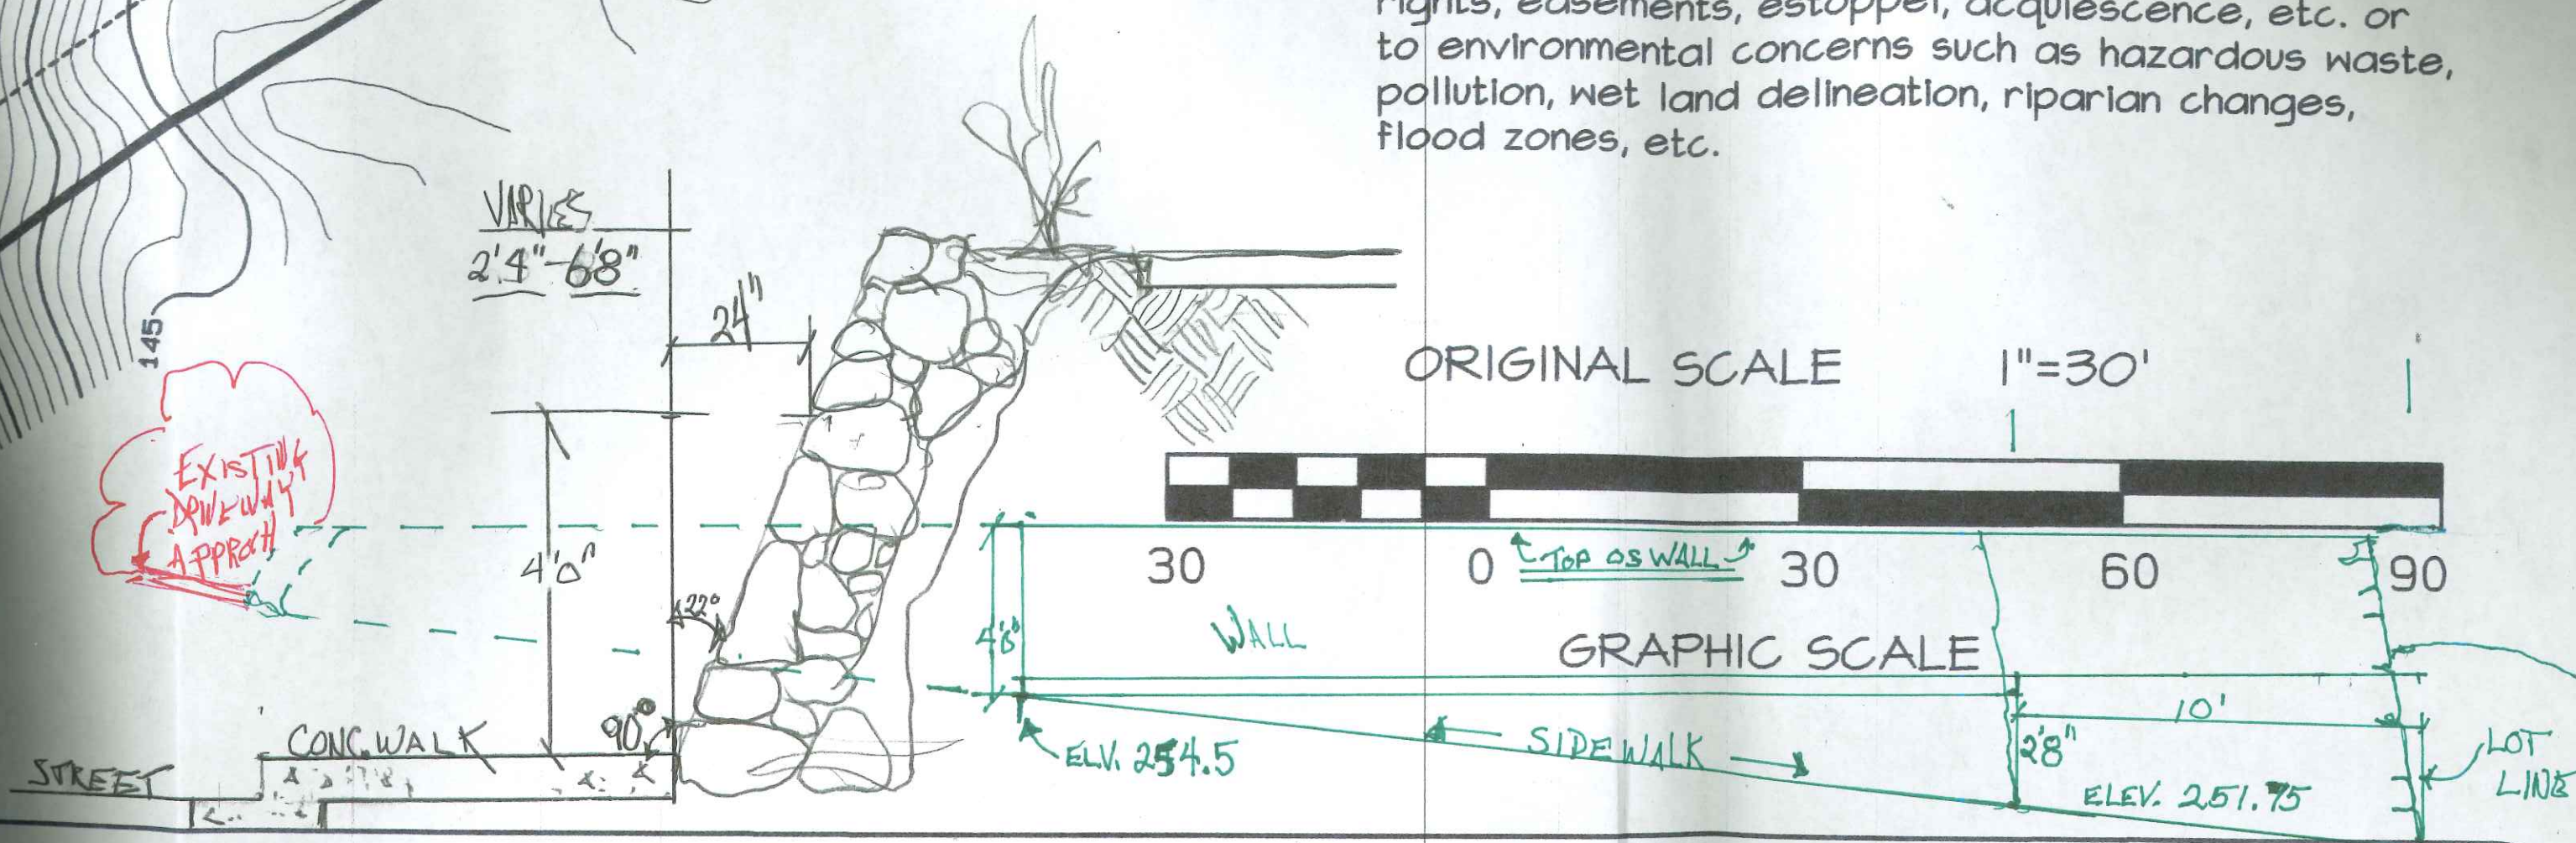 rights, easements, estoppel, acquiescence, etc. or
to environmental concerns such as hazardous waste,
pollution, wet land delineation, riparian changes,
flood zones, etc.
VARIES
2'4"-6'8"
24"
145
ORIGINAL SCALE 1"=30'
EXISTING
DRIVEWAY
APPROCH
4'0"
30 0 30 60 90
TOP OS WALL
22°
4'8"
WALL
GRAPHIC SCALE
10'
90°
CONC. WALK
STREET
ELV. 254.5
SIDEWALK
2'8"
ELEV. 251.75
LOT
LINE